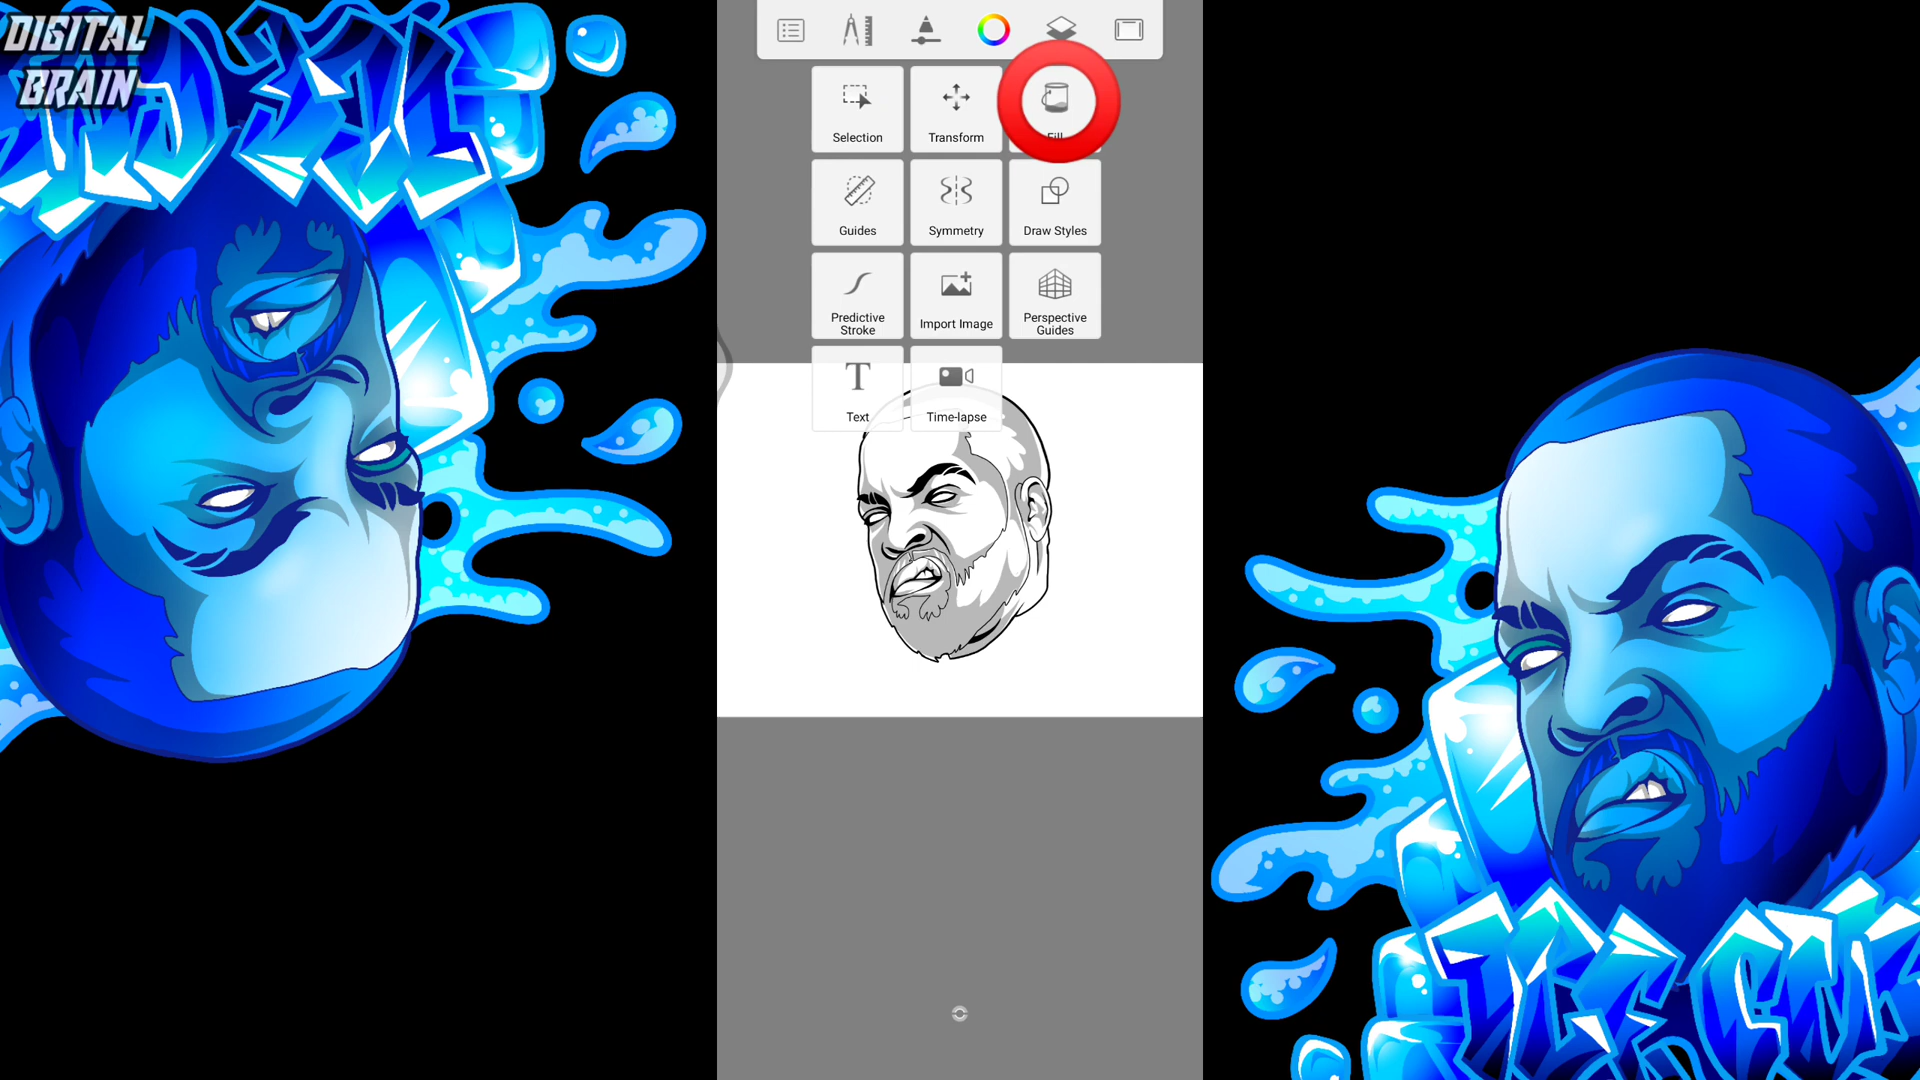 DIGITAL
BRAIN
Selection
Transform
Fill
Guides
Symmetry
Draw Styles
Predictive
Stroke
Import Image
Perspective
Guides
Text
Time-lapse